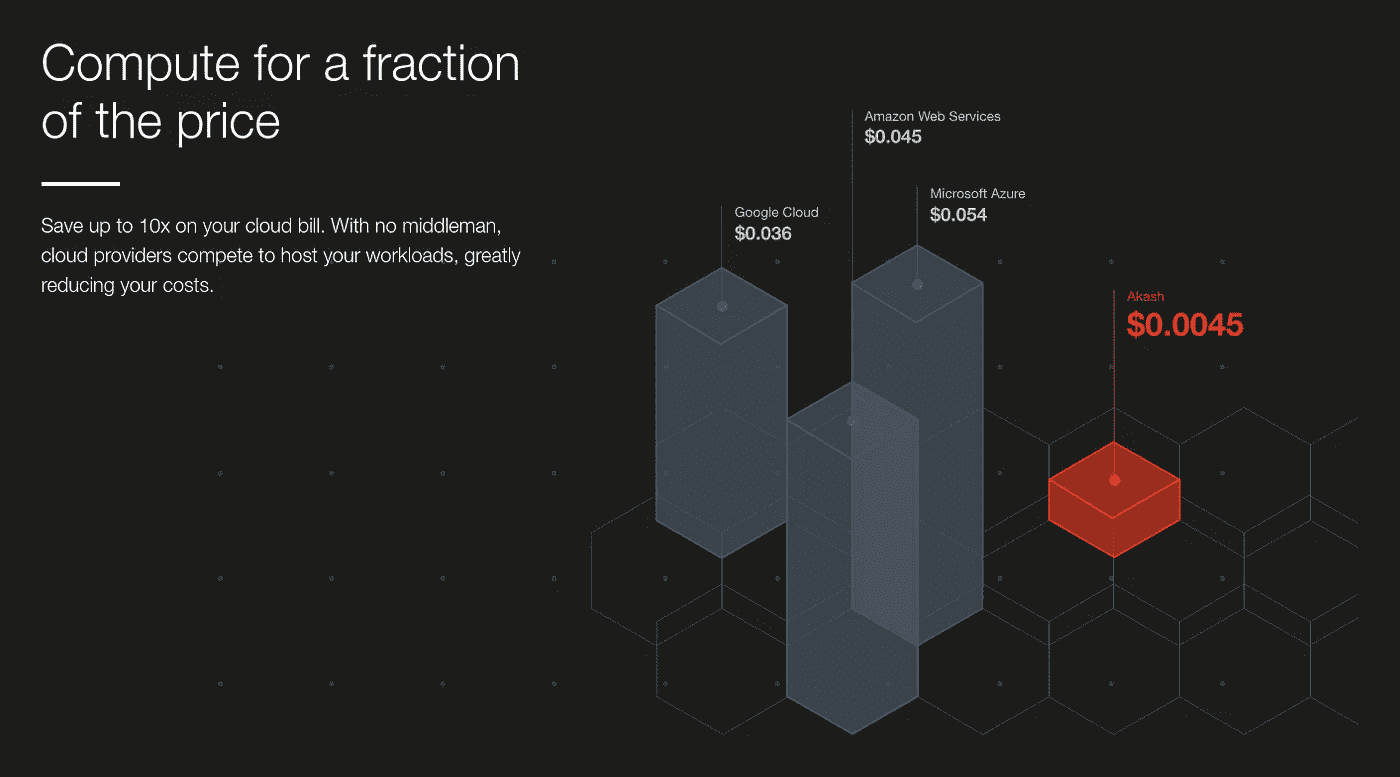 Compute for a fraction
of the price
Save up to 10x on your cloud bill. With no middleman,
cloud providers compete to host your workloads, greatly
reducing your costs.
Amazon Web Services
$0.045
Microsoft Azure
$0.054
Google Cloud
$0.036
Akash
$0.0045